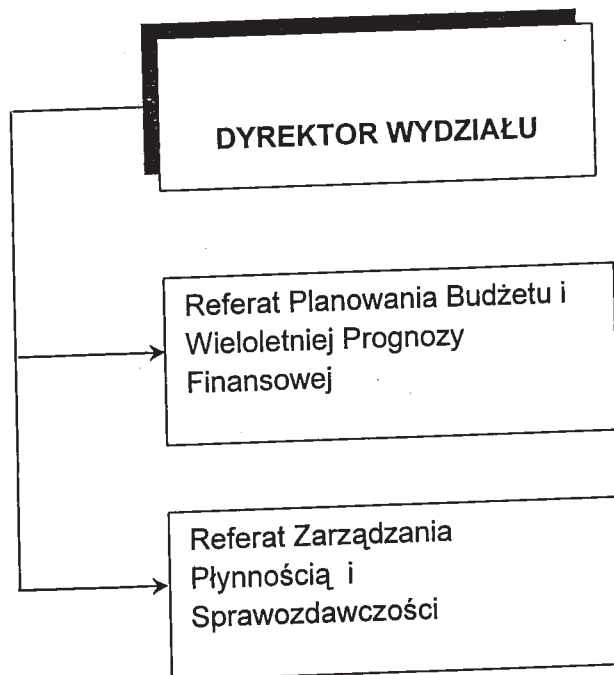 DYREKTOR WYDZIAŁU
Referat Planowania Budżetu i
Wieloletniej Prognozy
Finansowej
Referat Zarządzania
Płynnością i
Sprawozdawczości